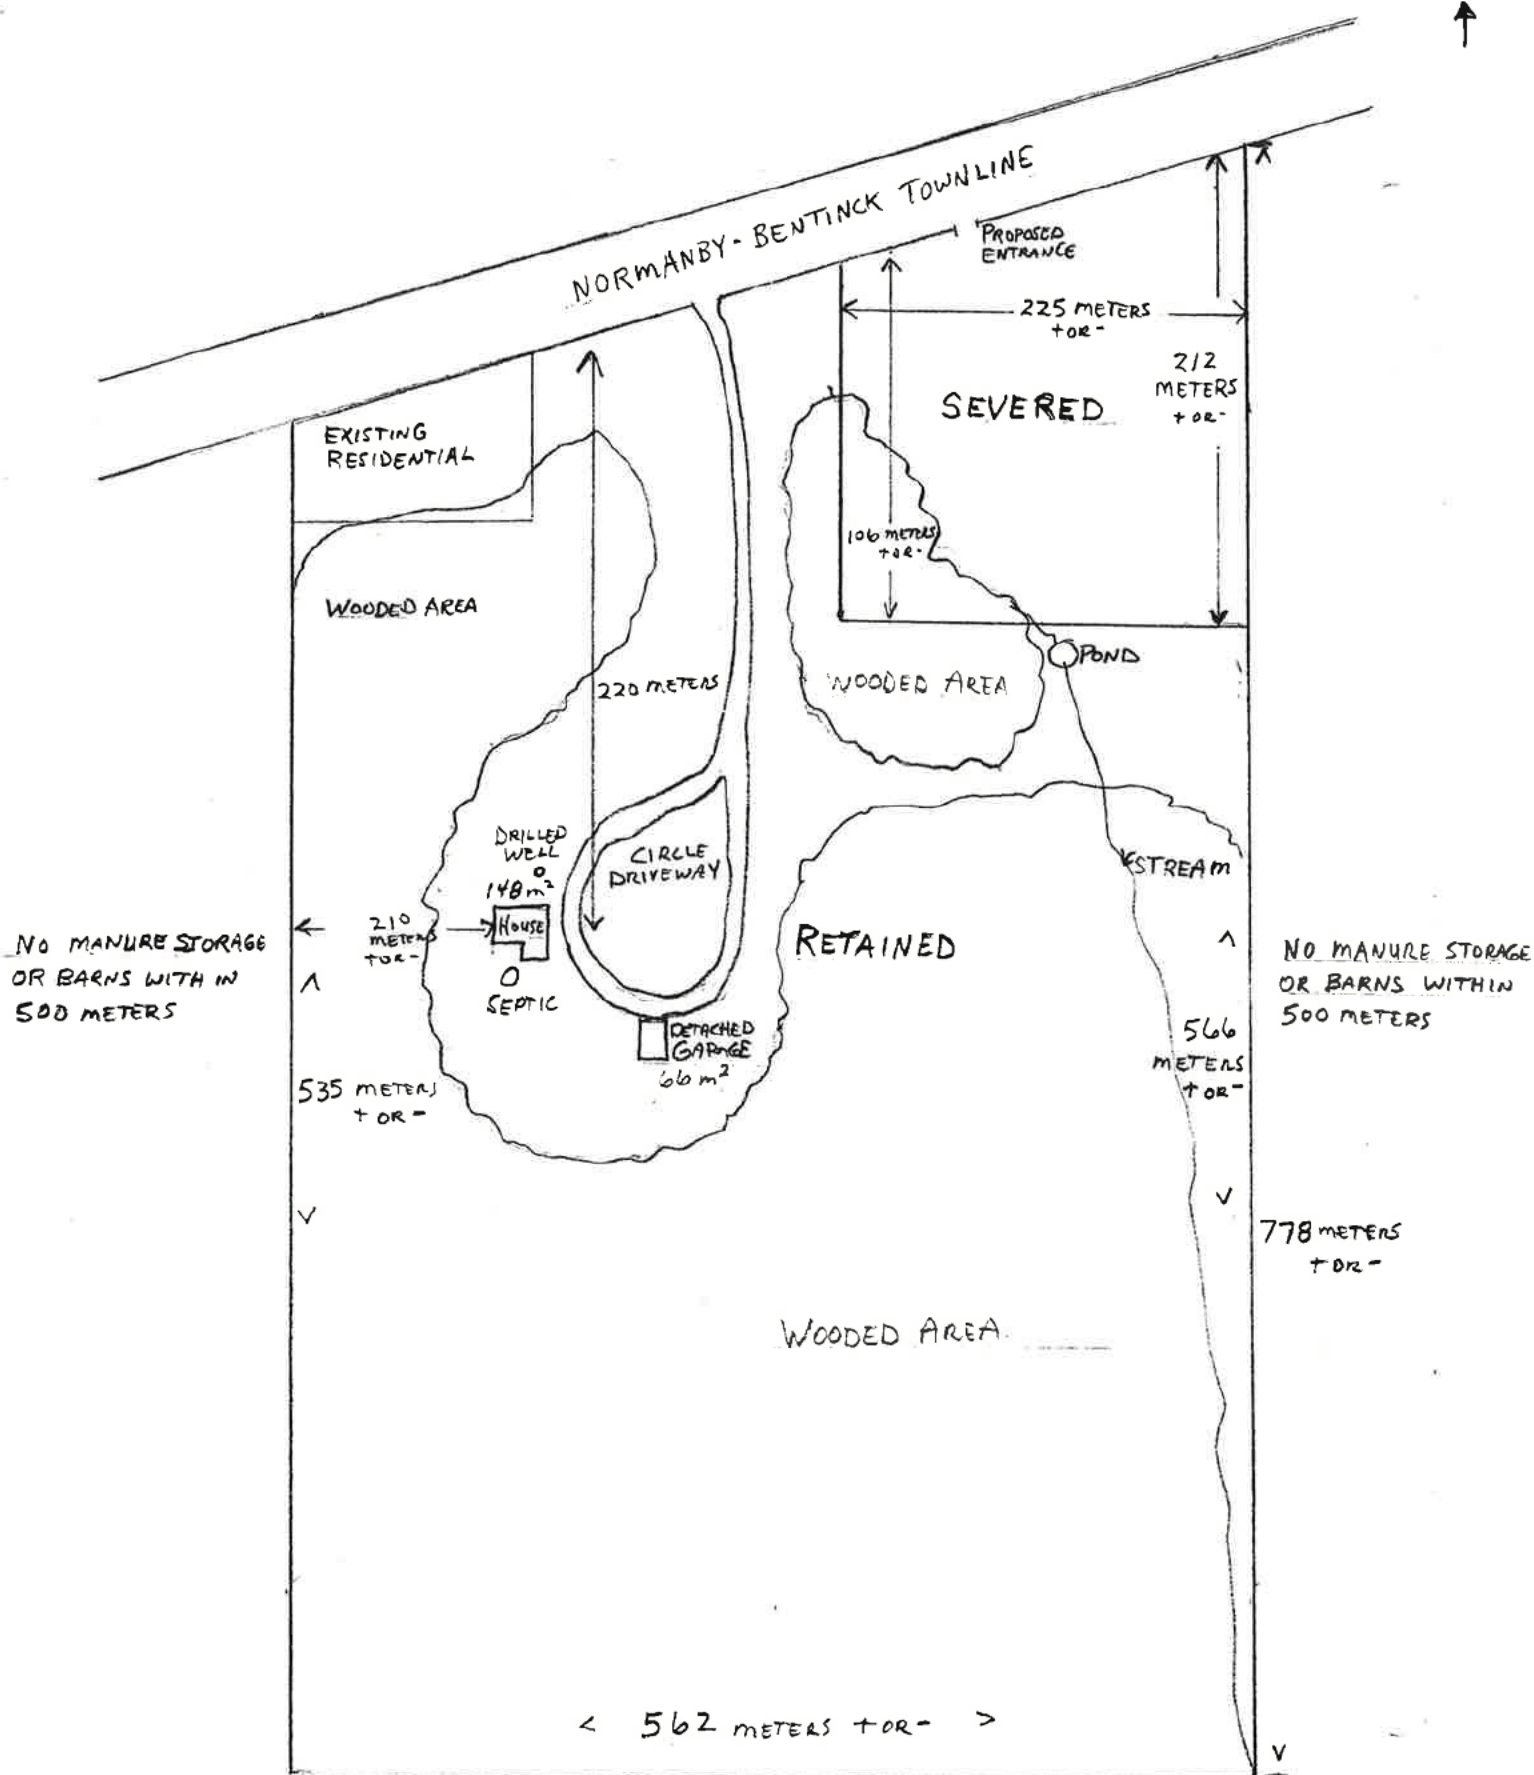 NORMANBY - BENTINCK TOWNLINE
PROPOSED
ENTRANCE
225 METERS
+ OR -
212
METERS
+ OR -
SEVERED
EXISTING
RESIDENTIAL
106 METERS
+ OR -
WOODED AREA
220 METERS
WOODED AREA
POND
DRILLED
WELL
148 m²
HOUSE
CIRCLE
DRIVEWAY
STREAM
210
METERS
+ OR -
RETAINED
SEPTIC
NO MANURE STORAGE
OR BARNS WITH IN
500 METERS
NO MANURE STORAGE
OR BARNS WITHIN
500 METERS
DETACHED
GARAGE
66 m²
566
METERS
+ OR -
535 METERS
+ OR -
778 METERS
+ OR -
WOODED AREA
< 562 METERS + OR - >